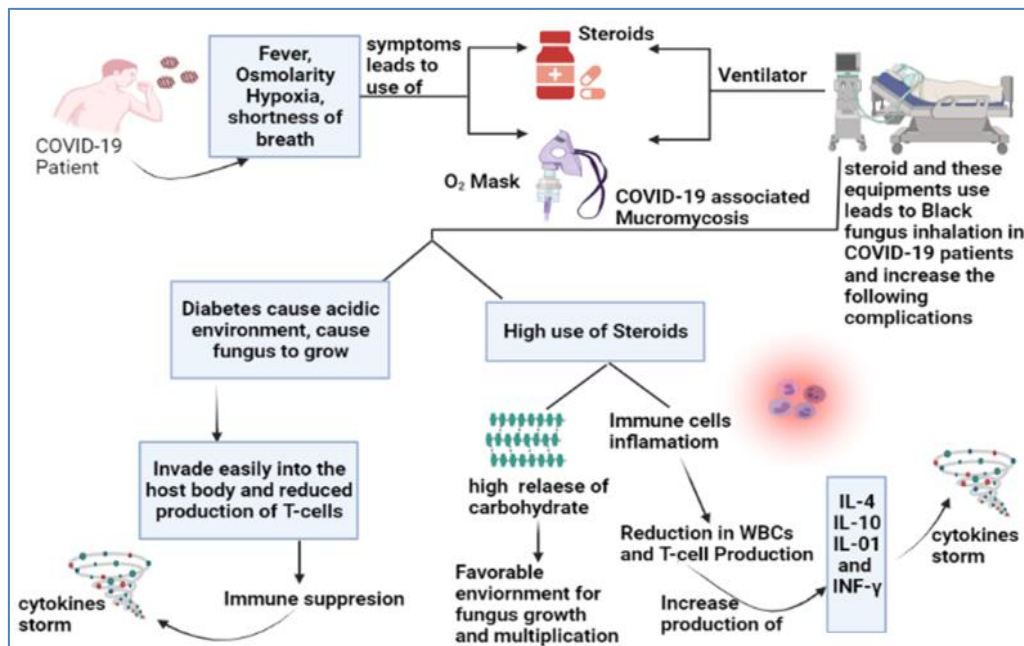 COVID-19
Patient
Fever,
Osmolarity
Hypoxia,
shortness of
breath
symptoms
leads to
use of
Steroids
O₂ Mask
Ventilator
COVID-19 associated
Mucromycosis
steroid and these
equipments use
leads to Black
fungus inhalation in
COVID-19 patients
and increase the
following
complications
Diabetes cause acidic
environment, cause
fungus to grow
Invade easily into the
host body and reduced
production of T-cells
Immune suppresion
cytokines
storm
High use of Steroids
high relaese of
carbohydrate
Favorable
enviornment for
fungus growth
and multiplication
Immune cells
inflamatiom
Reduction in WBCs
and T-cell Production
Increase
production of
IL-4
IL-10
IL-01
and
INF-γ
cytokines
storm